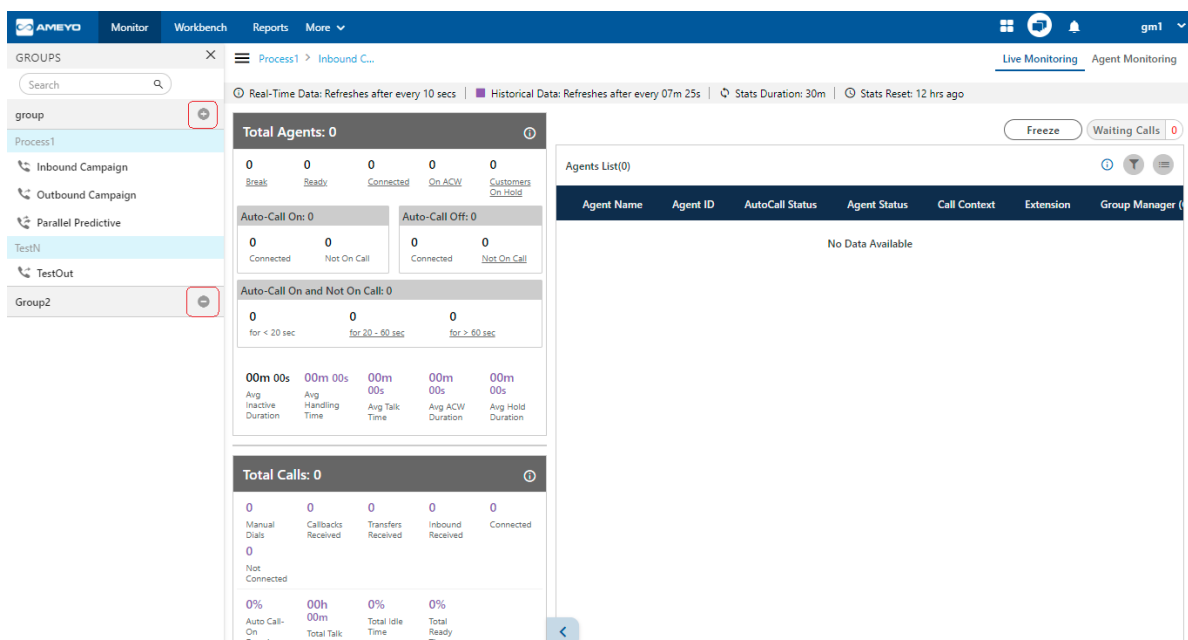 AMEYO Monitor Workbench Reports More gm1
GROUPS
Process1 > Inbound C...
Live Monitoring Agent Monitoring
Search
Real-Time Data: Refreshes after every 10 secs | Historical Data: Refreshes after every 07m 25s | Stats Duration: 30m | Stats Reset: 12 hrs ago
group
Process1
Inbound Campaign
Outbound Campaign
Parallel Predictive
TestN
TestOut
Group2
Total Agents: 0
0 0 0 0 0
Break Ready Connected On ACW Customers
On Hold
Auto-Call On: 0
0 0
Connected Not On Call
Auto-Call Off: 0
0 0
Connected Not On Call
Auto-Call On and Not On Call: 0
0 0 0
for < 20 sec for 20 - 60 sec for > 60 sec
00m 00s
Avg
Inactive
Duration
00m 00s
Avg
Handling
Time
00m
00s
Avg Talk
Time
00m
00s
Avg ACW
Duration
00m
00s
Avg Hold
Duration
Total Calls: 0
0
Manual
Dials
0
Callbacks
Received
0
Transfers
Received
0
Inbound
Received
0
Connected
0
Not
Connected
0%
Auto Call-
On
00h
00m
Total Talk
0%
Total Idle
Time
0%
Total
Ready
Freeze Waiting Calls 0
Agents List(0)
Agent Name Agent ID AutoCall Status Agent Status Call Context Extension Group Manager (
No Data Available